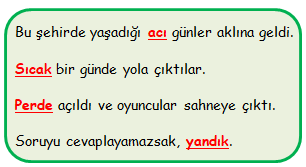 Bu şehirde yaşadığı acı günler aklına geldi.
Sıcak bir günde yola çıktılar.
Perde açıldı ve oyuncular sahneye çıktı.
Soruyu cevaplayamazsak, yandık.